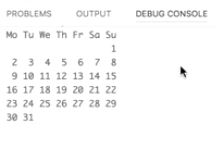 PROBLEMS OUTPUT DEBUG CONSOLE
Mo Tu We Th Fr Sa Su
1
2 3 4 5 6 7 8
9 10 11 12 13 14 15
16 17 18 19 20 21 22
23 24 25 26 27 28 29
30 31